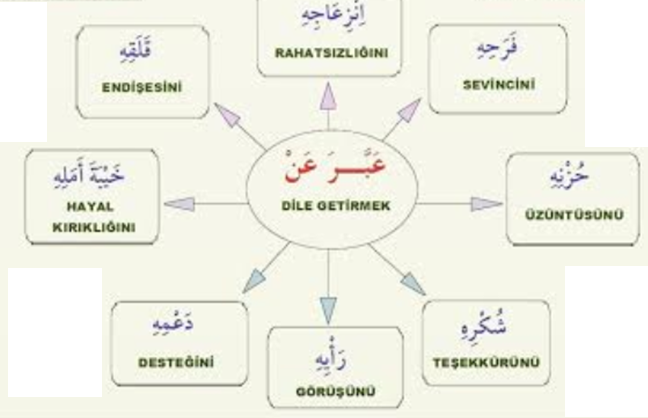 اِنْزِعَاجِهِ
RAHATSIZLIĞINI
قَلَقِهِ
ENDİŞESİNİ
فَرَحِهِ
SEVİNCİNİ
عَبَّـــرَ عَنْ
DİLE GETİRMEK
خَيْبَةَ أَمَلِهِ
HAYAL
KIRIKLIĞINI
حُزْنِهِ
ÜZÜNTÜSÜNÜ
دَعْمِهِ
DESTEĞİNİ
رَأْيِهِ
GÖRÜŞÜNÜ
شُكْرِهِ
TEŞEKKÜRÜNÜ